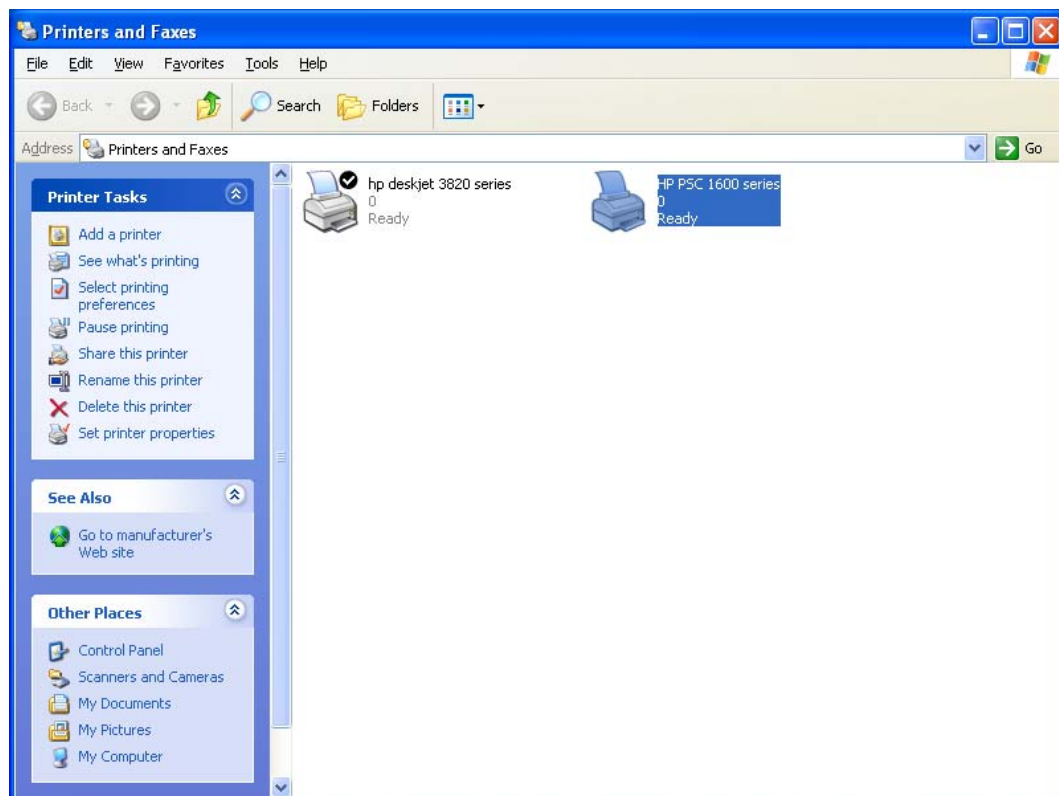 Printers and Faxes
File Edit View Favorites Tools Help
Back Search Folders
Address Printers and Faxes Go
Printer Tasks
Add a printer
See what's printing
Select printing
preferences
Pause printing
Share this printer
Rename this printer
Delete this printer
Set printer properties
See Also
Go to manufacturer's
Web site
Other Places
Control Panel
Scanners and Cameras
My Documents
My Pictures
My Computer
hp deskjet 3820 series
0
Ready
HP PSC 1600 series
0
Ready